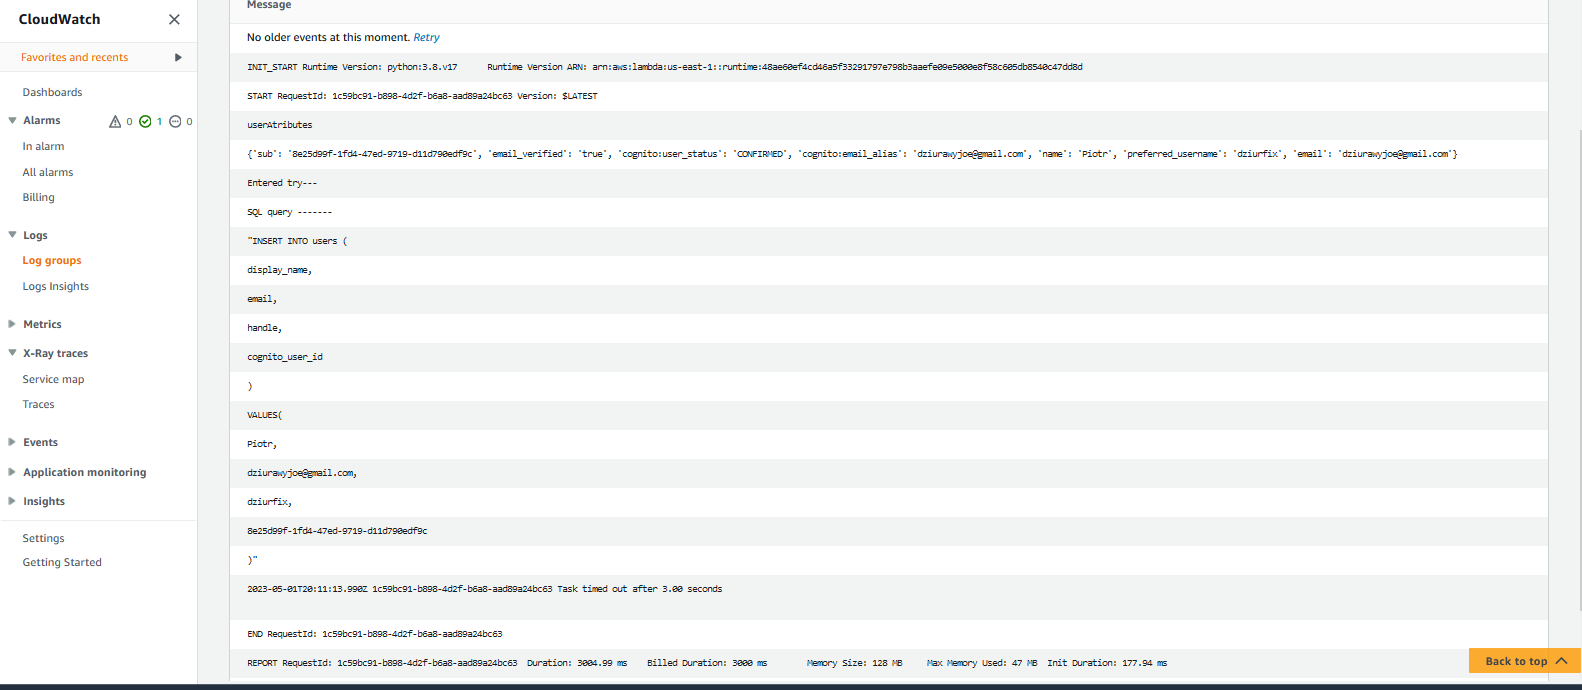 CloudWatch
Favorites and recents
Dashboards
Alarms 0 1 0
In alarm
All alarms
Billing
Logs
Log groups
Logs Insights
Metrics
X-Ray traces
Service map
Traces
Events
Application monitoring
Insights
Settings
Getting Started
Message
No older events at this moment. Retry
INIT_START Runtime Version: python:3.8.v17 Runtime Version ARN: arn:aws:lambda:us-east-1::runtime:48ae60ef4cd46a5f33291797e798b3aaefe09e5000e8f58c605db8540c47dd8d
START RequestId: 1c59bc91-b898-4d2f-b6a8-aad89a24bc63 Version: $LATEST
userAtributes
{'sub': '8e25d99f-1fd4-47ed-9719-d11d790edf9c', 'email_verified': 'true', 'cognito:user_status': 'CONFIRMED', 'cognito:email_alias': 'dziurawyjoe@gmail.com', 'name': 'Piotr', 'preferred_username': 'dziurfix', 'email': 'dziurawyjoe@gmail.com'}
Entered try---
SQL query -------
"INSERT INTO users (
display_name,
email,
handle,
cognito_user_id
)
VALUES(
Piotr,
dziurawyjoe@gmail.com,
dziurfix,
8e25d99f-1fd4-47ed-9719-d11d790edf9c
)"
2023-05-01T20:11:13.990Z 1c59bc91-b898-4d2f-b6a8-aad89a24bc63 Task timed out after 3.00 seconds
END RequestId: 1c59bc91-b898-4d2f-b6a8-aad89a24bc63
REPORT RequestId: 1c59bc91-b898-4d2f-b6a8-aad89a24bc63 Duration: 3004.99 ms Billed Duration: 3000 ms Memory Size: 128 MB Max Memory Used: 47 MB Init Duration: 177.94 ms
Back to top